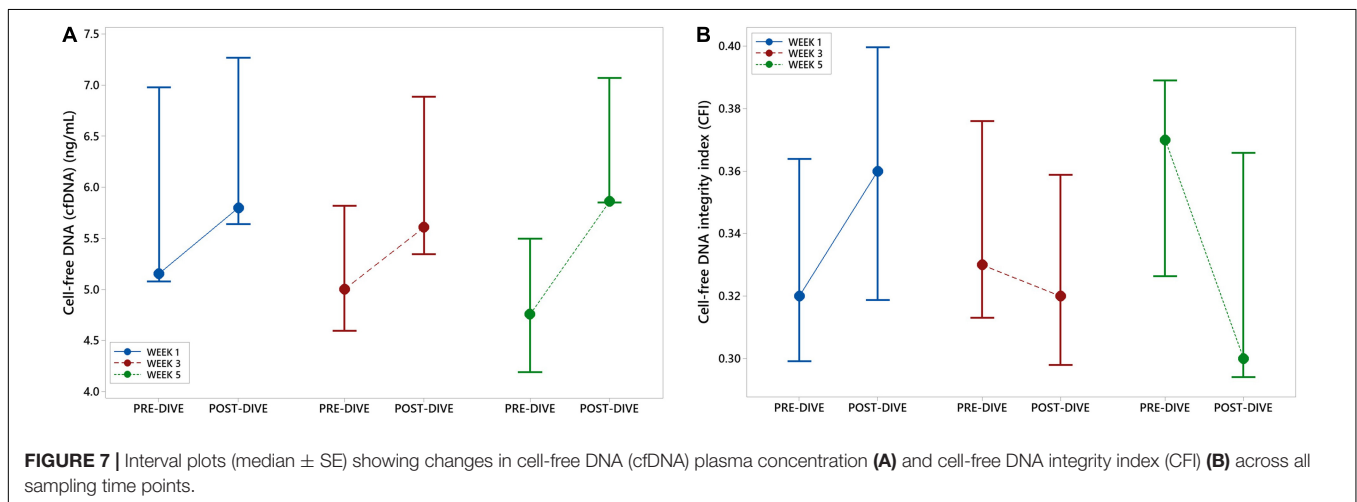 A
Cell-free DNA (cfDNA) (ng/mL)
7.5
7.0
6.5
6.0
5.5
5.0
4.5
4.0
WEEK 1
WEEK 3
WEEK 5
PRE-DIVE POST-DIVE PRE-DIVE POST-DIVE PRE-DIVE POST-DIVE
B
Cell-free DNA integrity index (CFI)
WEEK 1
WEEK 3
WEEK 5
0.40
0.38
0.36
0.34
0.32
0.30
PRE-DIVE POST-DIVE PRE-DIVE POST-DIVE PRE-DIVE POST-DIVE
FIGURE 7 | Interval plots (median ± SE) showing changes in cell-free DNA (cfDNA) plasma concentration (A) and cell-free DNA integrity index (CFI) (B) across all
sampling time points.